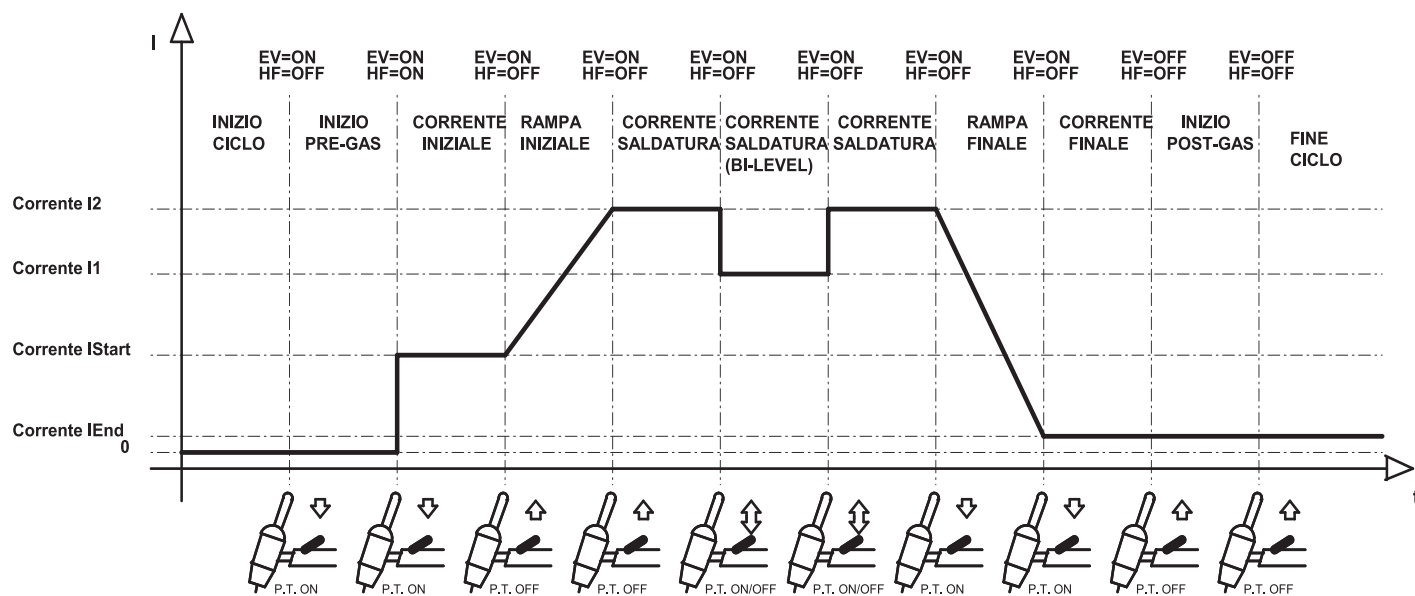 I
EV=ON EV=ON EV=ON EV=ON EV=ON EV=ON EV=ON EV=ON EV=OFF EV=OFF
HF=OFF HF=ON HF=OFF HF=OFF HF=OFF HF=OFF HF=OFF HF=OFF HF=OFF HF=OFF
INIZIO CICLO
INIZIO PRE-GAS
CORRENTE INIZIALE
RAMPA INIZIALE
CORRENTE SALDATURA
CORRENTE SALDATURA (BI-LEVEL)
CORRENTE SALDATURA
RAMPA FINALE
CORRENTE FINALE
INIZIO POST-GAS
FINE CICLO
Corrente I2
Corrente I1
Corrente IStart
Corrente IEnd
0
t
P.T. ON P.T. ON P.T. OFF P.T. OFF P.T. ON/OFF P.T. ON/OFF P.T. ON P.T. ON P.T. OFF P.T. OFF